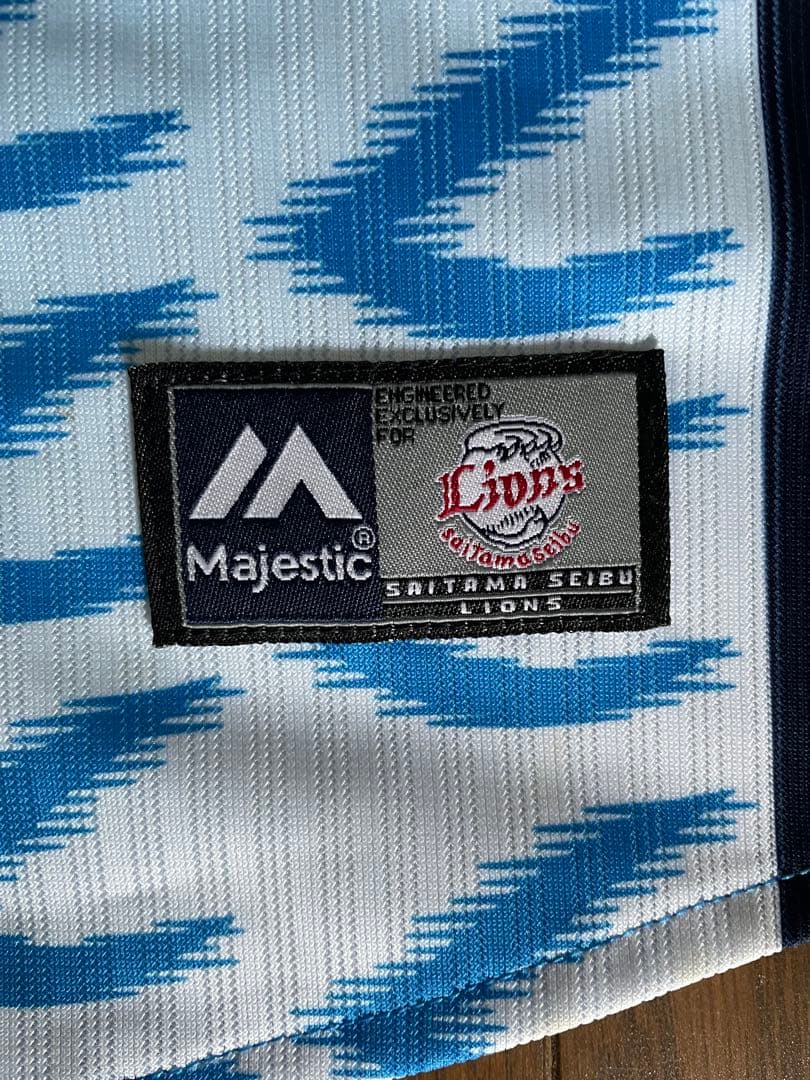 Majestic®
ENGINEERED
EXCLUSIVELY
FOR
Lions
saitamaseibu
SAITAMA SEIBU
LIONS